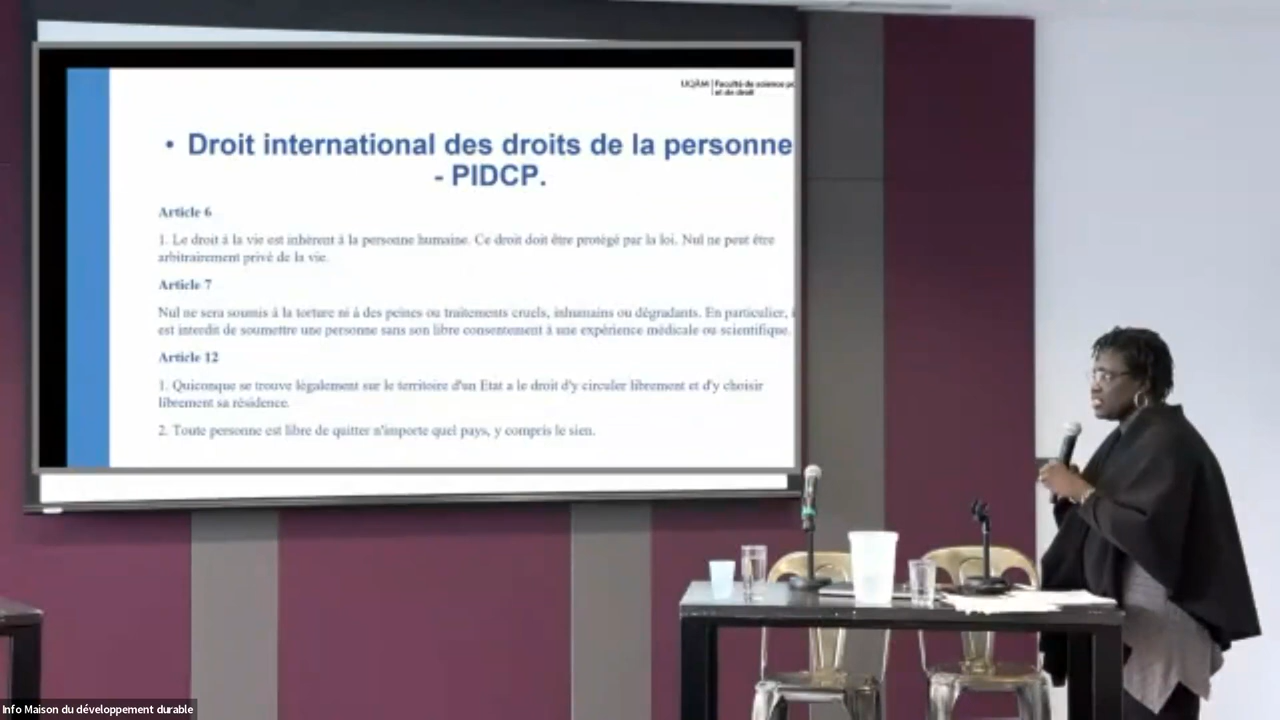 UQÀM | Faculté de science
et de droit
• Droit international des droits de la personne
- PIDCP.
Article 6
1. Le droit à la vie est inhérent à la personne humaine. Ce droit doit être protégé par la loi. Nul ne peut être
arbitrairement privé de la vie.
Article 7
Nul ne sera soumis à la torture ni à des peines ou traitements cruels, inhumains ou dégradants. En particulier,
est interdit de soumettre une personne sans son libre consentement à une expérience médicale ou scientifique.
Article 12
1. Quiconque se trouve légalement sur le territoire d'un Etat a le droit d'y circuler librement et d'y choisir
librement sa résidence.
2. Toute personne est libre de quitter n'importe quel pays, y compris le sien.
Info Maison du développement durable